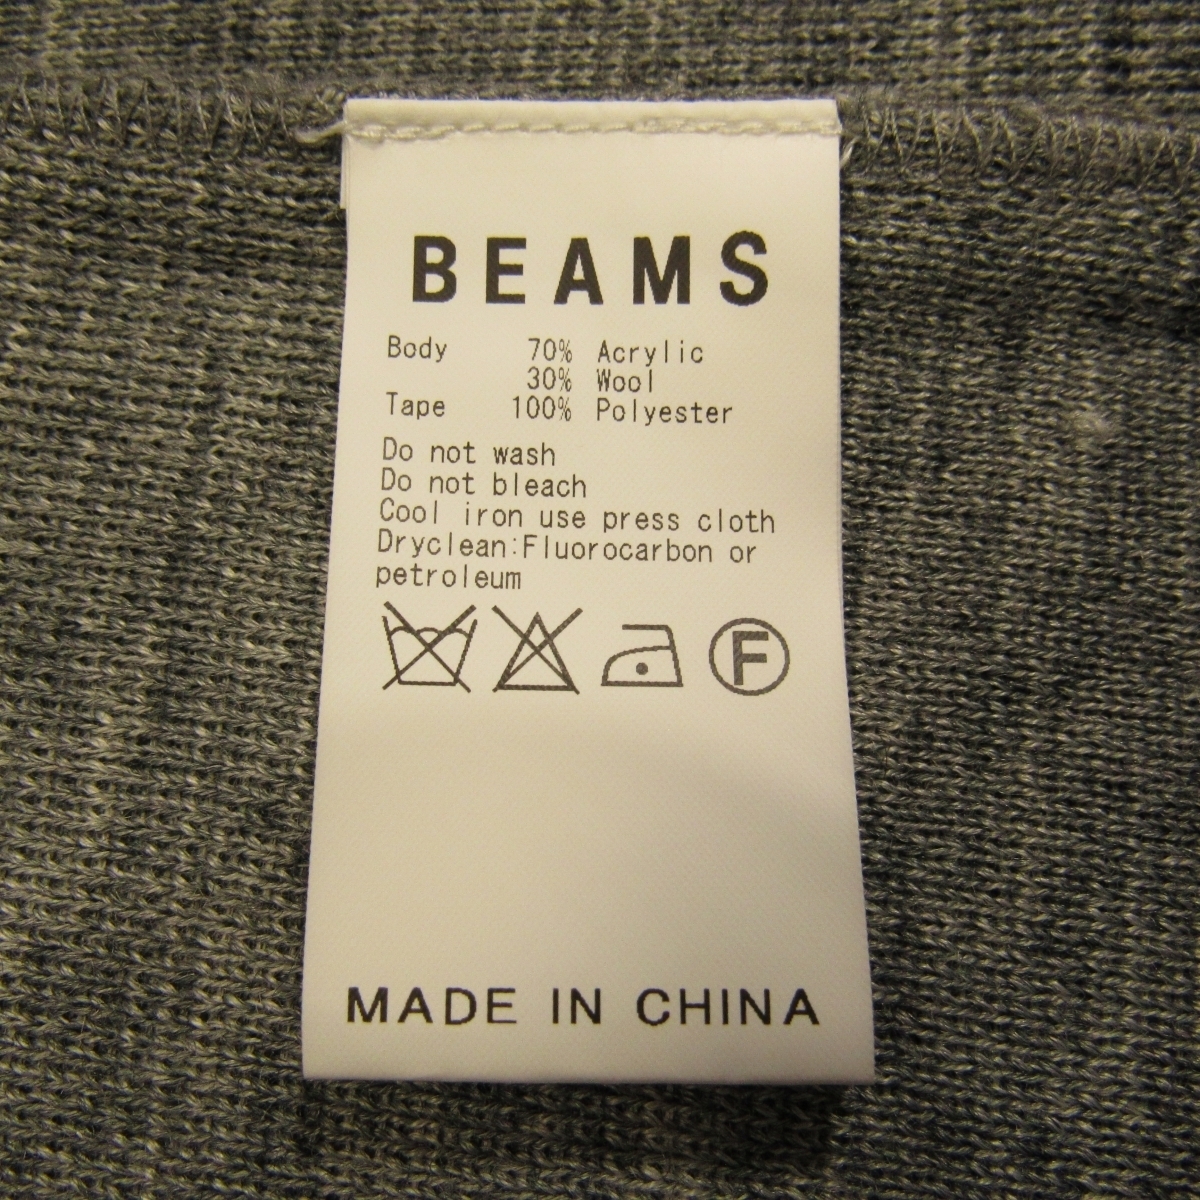 BEAMS
Body 70% Acrylic
30% Wool
Tape 100% Polyester
Do not wash
Do not bleach
Cool iron use press cloth
Dryclean:Fluorocarbon or
petroleum
F
MADE IN CHINA